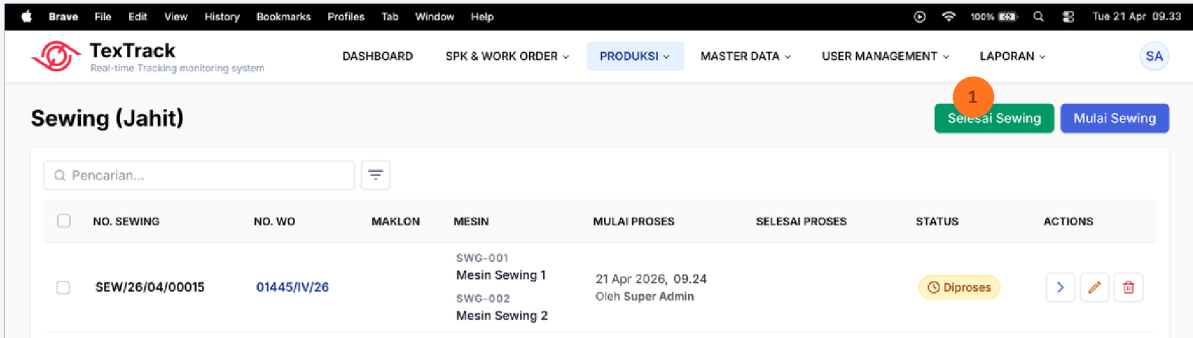 Brave File Edit View History Bookmarks Profiles Tab Window Help 100% Tue 21 Apr 09.33
TexTrack
Real-time Tracking monitoring system
DASHBOARD SPK & WORK ORDER PRODUKSI MASTER DATA USER MANAGEMENT LAPORAN SA
1
Sewing (Jahit) Selesai Sewing Mulai Sewing
Pencarian...
NO. SEWING NO. WO MAKLON MESIN MULAI PROSES SELESAI PROSES STATUS ACTIONS
SWG-001
Mesin Sewing 1
SEW/26/04/00015 01445/IV/26 21 Apr 2026, 09.24 Diproses
Oleh Super Admin
SWG-002
Mesin Sewing 2